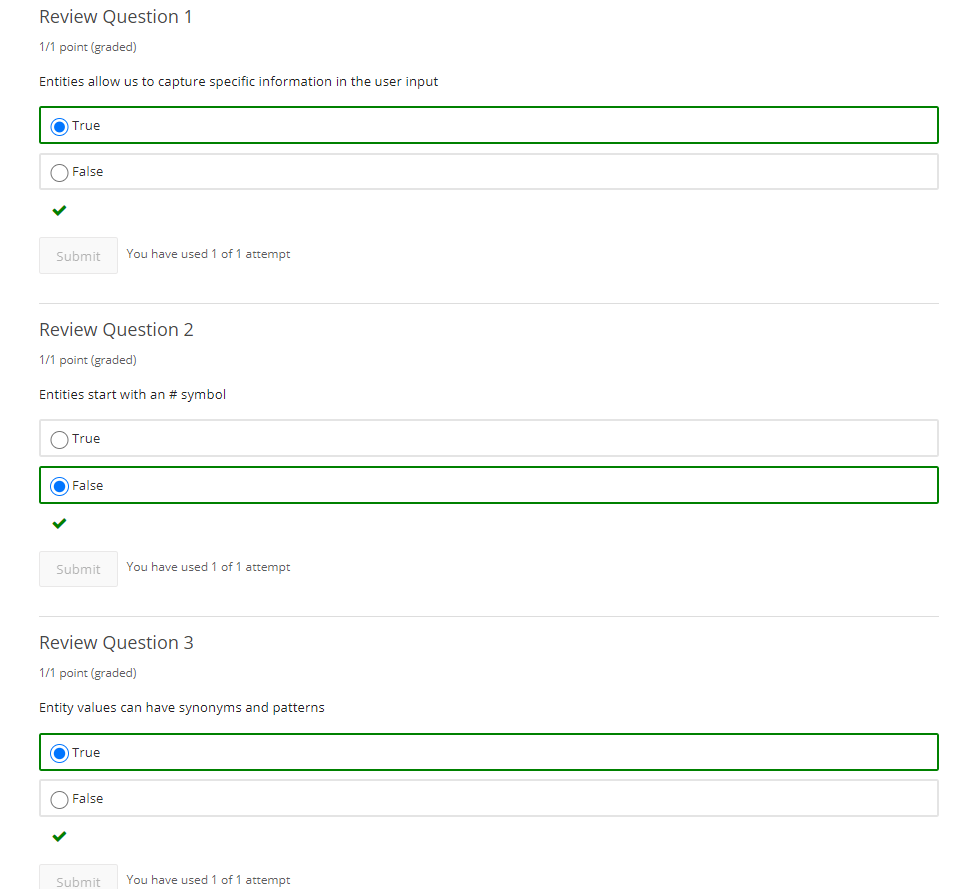 Review Question 1
1/1 point (graded)
Entities allow us to capture specific information in the user input
True
False
Submit You have used 1 of 1 attempt
Review Question 2
1/1 point (graded)
Entities start with an # symbol
True
False
Submit You have used 1 of 1 attempt
Review Question 3
1/1 point (graded)
Entity values can have synonyms and patterns
True
False
Submit You have used 1 of 1 attempt